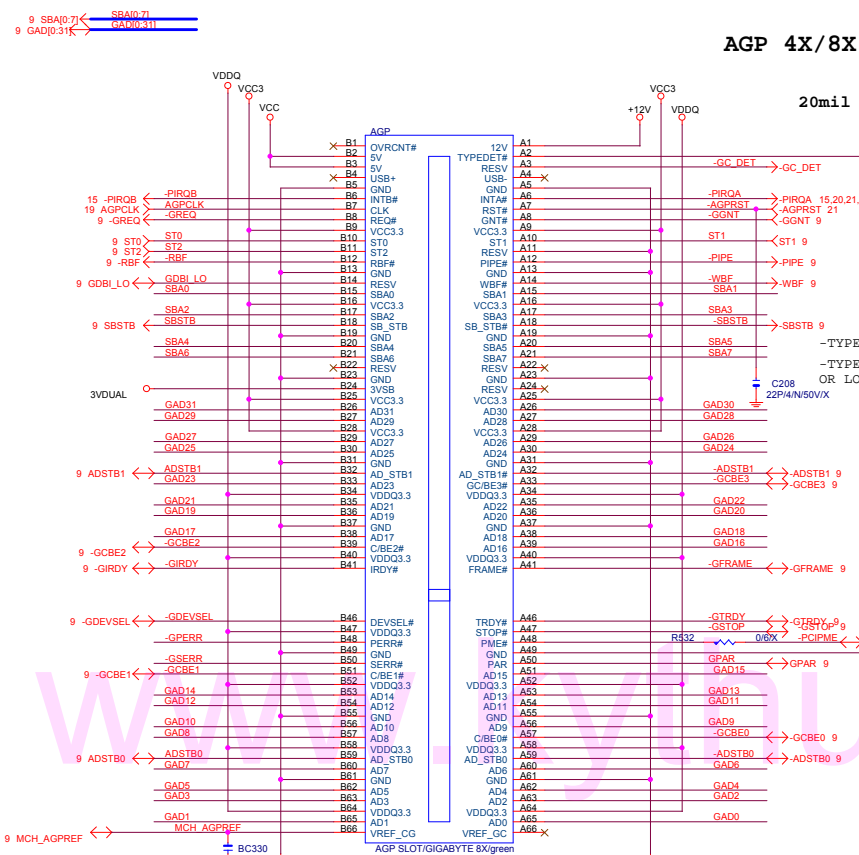 9 SBA[0:7] SBA[0:7]
9 GAD[0:31] GAD[0:31]
AGP 4X/8X
20mil
VDDQ
VCC3
VCC
VCC3
+12V
VDDQ
AGP
B1 OVRCNT# 12V A1
B2 5V TYPEDET# A2
B3 5V RESV A3 -GC_DET -GC_DET
B4 USB+ USB- A4
B5 GND GND A5
15 -PIRQB -PIRQB B6 INTB# INTA# A6 -PIRQA -PIRQA 15,20,21,
19 AGPCLK AGPCLK B7 CLK RST# A7 -AGPRST -AGPRST 21
9 -GREQ -GREQ B8 REQ# GNT# A8 -GGNT -GGNT 9
B9 VCC3.3 VCC3.3 A9
9 ST0 ST0 B10 ST0 ST1 A10 ST1 ST1 9
9 ST2 ST2 B11 ST2 RESV A11
9 -RBF -RBF B12 RBF# PIPE# A12 -PIPE -PIPE 9
B13 GND GND A13
9 GDBI_LO GDBI_LO B14 RESV WBF# A14 -WBF -WBF 9
SBA0 B15 SBA0 SBA1 A15 SBA1
B16 VCC3.3 VCC3.3 A16
SBA2 B17 SBA2 SBA3 A17 SBA3
9 SBSTB SBSTB B18 SB_STB SB_STB# A18 -SBSTB -SBSTB 9
B19 GND GND A19
SBA4 B20 SBA4 SBA5 A20 SBA5
SBA6 B21 SBA6 SBA7 A21 SBA7
-TYPE
B22 RESV RESV A22
-TYPE
B23 GND GND A23
OR LO
3VDUAL B24 3VSB RESV A24
C208
22P/4/N/50V/X
B25 VCC3.3 VCC3.3 A25
GAD31 B26 AD31 AD30 A26 GAD30
GAD29 B27 AD29 AD28 A27 GAD28
B28 VCC3.3 VCC3.3 A28
GAD27 B29 AD27 AD26 A29 GAD26
GAD25 B30 AD25 AD24 A30 GAD24
B31 GND GND A31
9 ADSTB1 ADSTB1 B32 AD_STB1 AD_STB1# A32 -ADSTB1 -ADSTB1 9
GAD23 B33 AD23 GC/BE3# A33 -GCBE3 -GCBE3 9
B34 VDDQ3.3 VDDQ3.3 A34
GAD21 B35 AD21 AD22 A35 GAD22
GAD19 B36 AD19 AD20 A36 GAD20
B37 GND GND A37
GAD17 B38 AD17 AD18 A38 GAD18
9 -GCBE2 -GCBE2 B39 C/BE2# AD16 A39 GAD16
B40 VDDQ3.3 VDDQ3.3 A40
9 -GIRDY -GIRDY B41 IRDY# FRAME# A41 -GFRAME -GFRAME 9
9 -GDEVSEL -GDEVSEL B46 DEVSEL# TRDY# A46 -GTRDY -GTRDY 9
B47 VDDQ3.3 STOP# A47 -GSTOP -GSTOP 9
-GPERR B48 PERR# PME# A48 R532 0/6/X -PCIPME
B49 GND GND A49
-GSERR B50 SERR# PAR A50 GPAR GPAR 9
9 -GCBE1 -GCBE1 B51 C/BE1# AD15 A51 GAD15
B52 VDDQ3.3 VDDQ3.3 A52
GAD14 B53 AD14 AD13 A53 GAD13
GAD12 B54 AD12 AD11 A54 GAD11
B55 GND GND A55
GAD10 B56 AD10 AD9 A56 GAD9
GAD8 B57 AD8 C/BE0# A57 -GCBE0 -GCBE0 9
B58 VDDQ3.3 VDDQ3.3 A58
9 ADSTB0 ADSTB0 B59 AD_STB0 AD_STB0 A59 -ADSTB0 -ADSTB0 9
GAD7 B60 AD7 AD6 A60 GAD6
B61 GND GND A61
GAD5 B62 AD5 AD4 A62 GAD4
GAD3 B63 AD3 AD2 A63 GAD2
B64 VDDQ3.3 VDDQ3.3 A64
GAD1 B65 AD1 AD0 A65 GAD0
9 MCH_AGPREF MCH_AGPREF B66 VREF_CG VREF_GC A66
BC330
AGP SLOT/GIGABYTE 8X/green
www.kythu